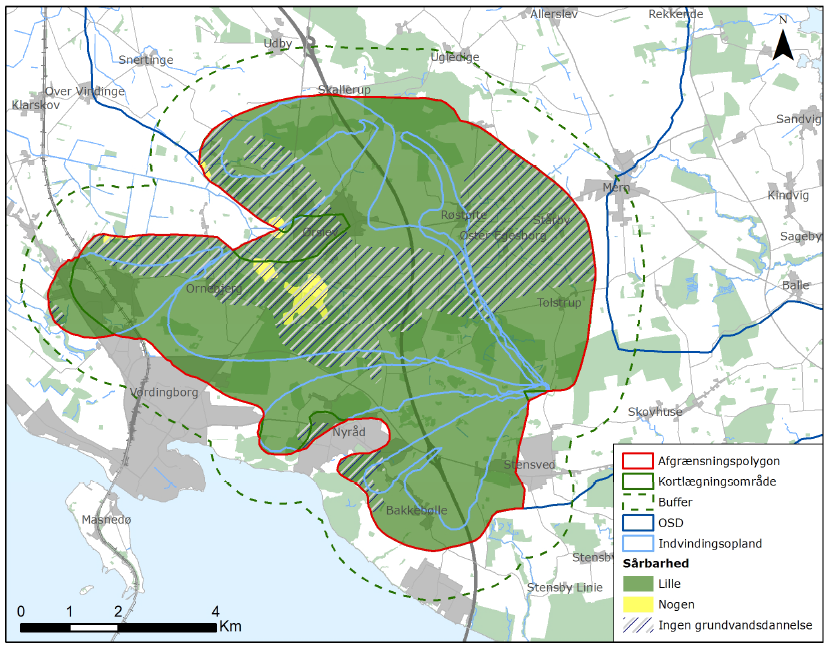 Allerslev
Rekkende
N
Udby
Ugledige
Snertinge
Over Vindinge
Skallerup
Klarskov
Sandvig
Mern
Kindvig
Røstofte
Stårby
Ørslev
Øster Egesborg
Sageby
Ornebjerg
Balle
Tolstrup
Vordingborg
Skovhuse
Nyråd
Stensved
Bakkebølle
Masnedø
Stensby
Stensby Linie
Afgrænsningspolygon
Kortlægningsområde
Buffer
OSD
Indvindingsopland
Sårbarhed
Lille
Nogen
Ingen grundvandsdannelse
0 1 2 4
Km